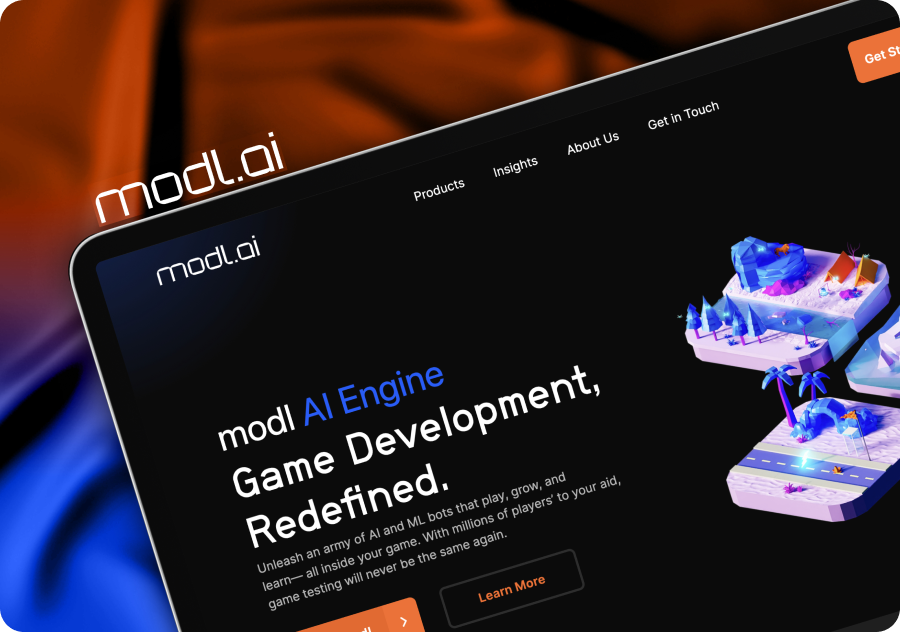 modl.ai
Get St
Products Insights About Us Get in Touch
modl.ai
modl AI Engine
Game Development,
Redefined.
Unleash an army of AI and ML bots that play, grow, and
learn— all inside your game. With millions of players' to your aid,
game testing will never be the same again.
Learn More